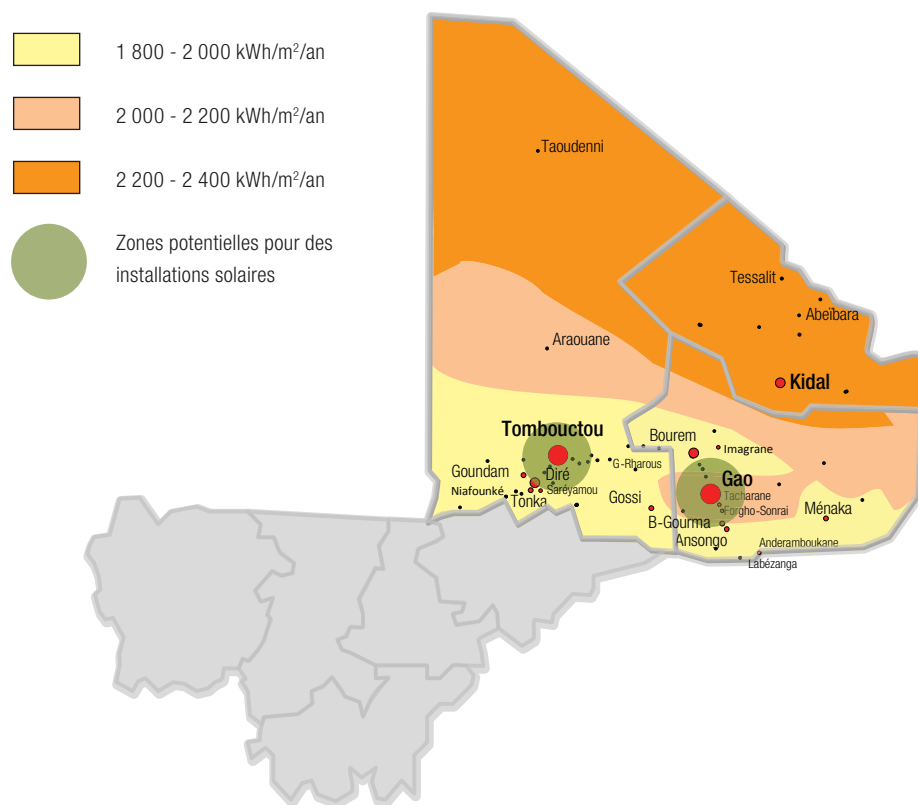 1 800 - 2 000 kWh/m²/an
2 000 - 2 200 kWh/m²/an
2 200 - 2 400 kWh/m²/an
Zones potentielles pour des
installations solaires
Taoudenni
Tessalit
Abeïbara
Araouane
Kidal
Tombouctou
Bourem
Imagrane
Goundam
Diré
G-Rharous
Gao
Niafounké
Saréyamou
Tonka
Gossi
Tacharane
Forgho-Sonrai
B-Gourma
Ménaka
Ansongo
Anderamboukane
Labézanga